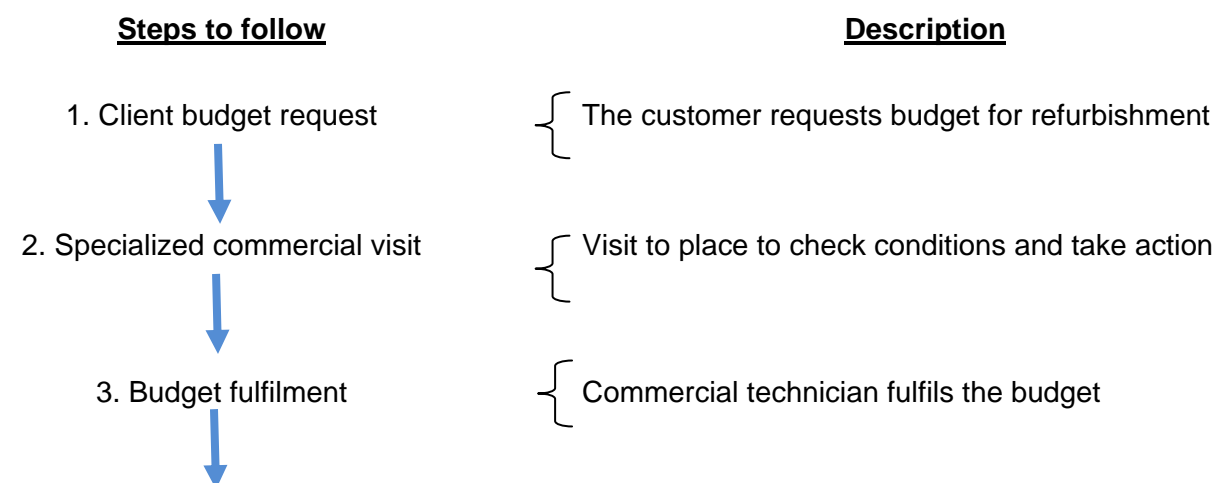 Steps to follow Description
1. Client budget request The customer requests budget for refurbishment
2. Specialized commercial visit Visit to place to check conditions and take action
3. Budget fulfilment Commercial technician fulfils the budget